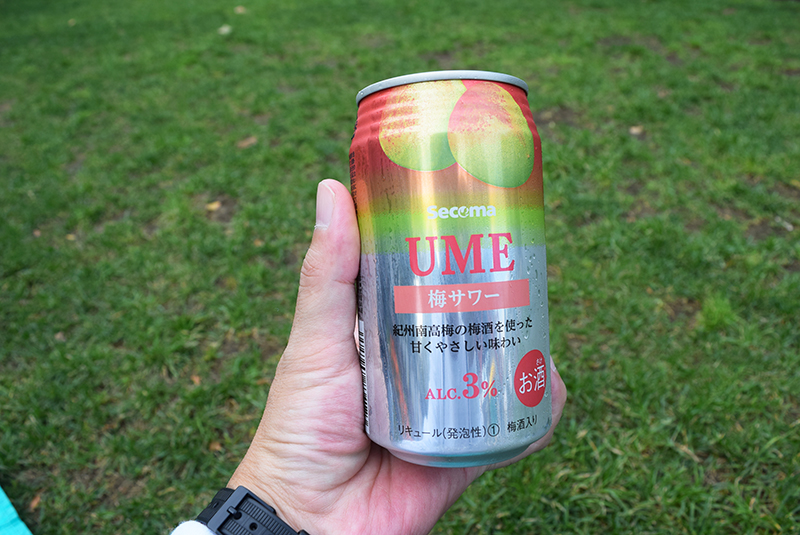 Secoma
UME
梅サワー
紀州南高梅の梅酒を使った
甘くやさしい味わい
ALC.3%
お酒
リキュール(発泡性)① 梅酒入り